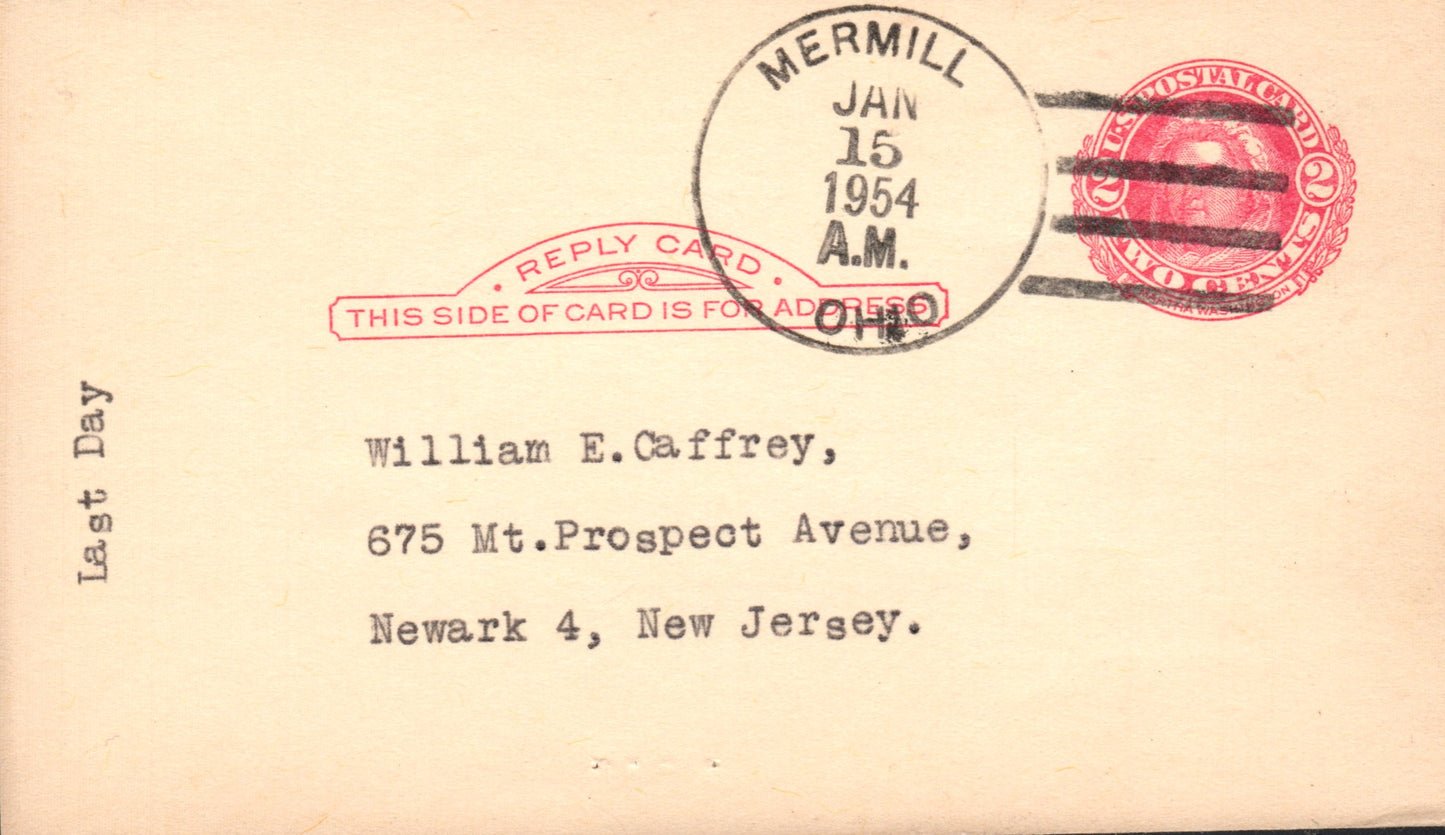 MERMILL
JAN
15
1954
A.M.
OHIO
U.S. POSTAL CARD
2 2
TWO CENTS
MARTHA WASHINGTON
REPLY CARD
THIS SIDE OF CARD IS FOR ADDRESS
Last Day
William E.Caffrey,
675 Mt.Prospect Avenue,
Newark 4, New Jersey.